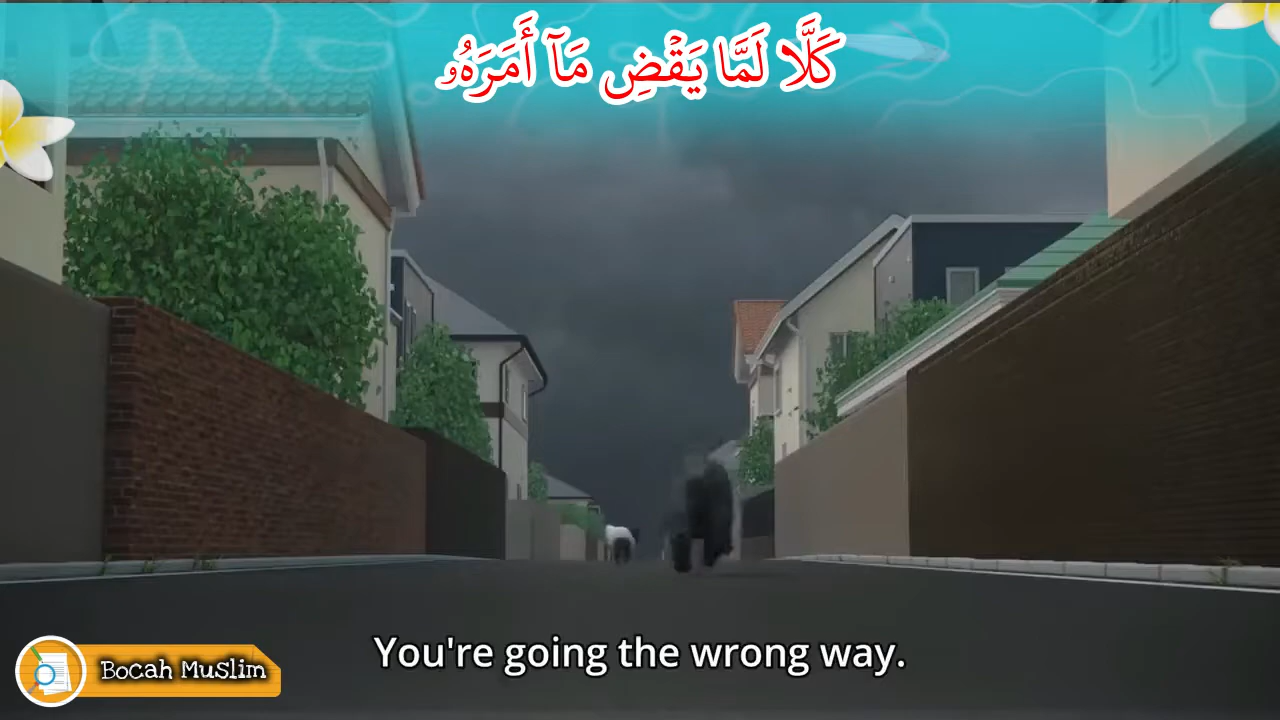 كَلَّا لَمَّا يَقۡضِ مَآ أَمَرَهُۥ
You're going the wrong way.
Bocah Muslim